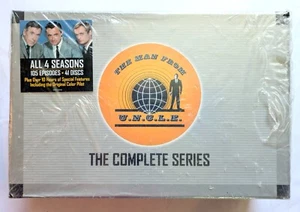 ALL 4 SEASONS
105 EPISODES • 41 DISCS
Plus Over 10 Hours of Special Features
Including the Original Color Pilot
THE MAN FROM
U.N.C.L.E.
THE COMPLETE SERIES